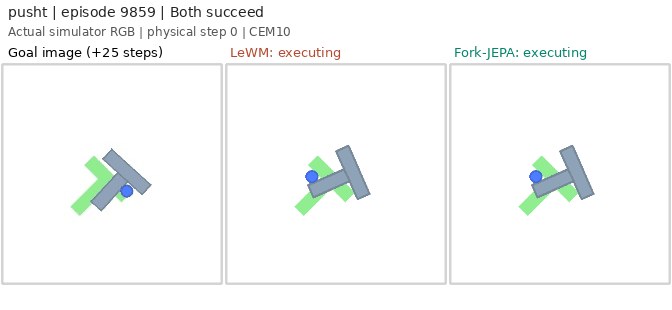 pusht | episode 9859 | Both succeed
Actual simulator RGB | physical step 0 | CEM10
Goal image (+25 steps)
LeWM: executing
Fork-JEPA: executing